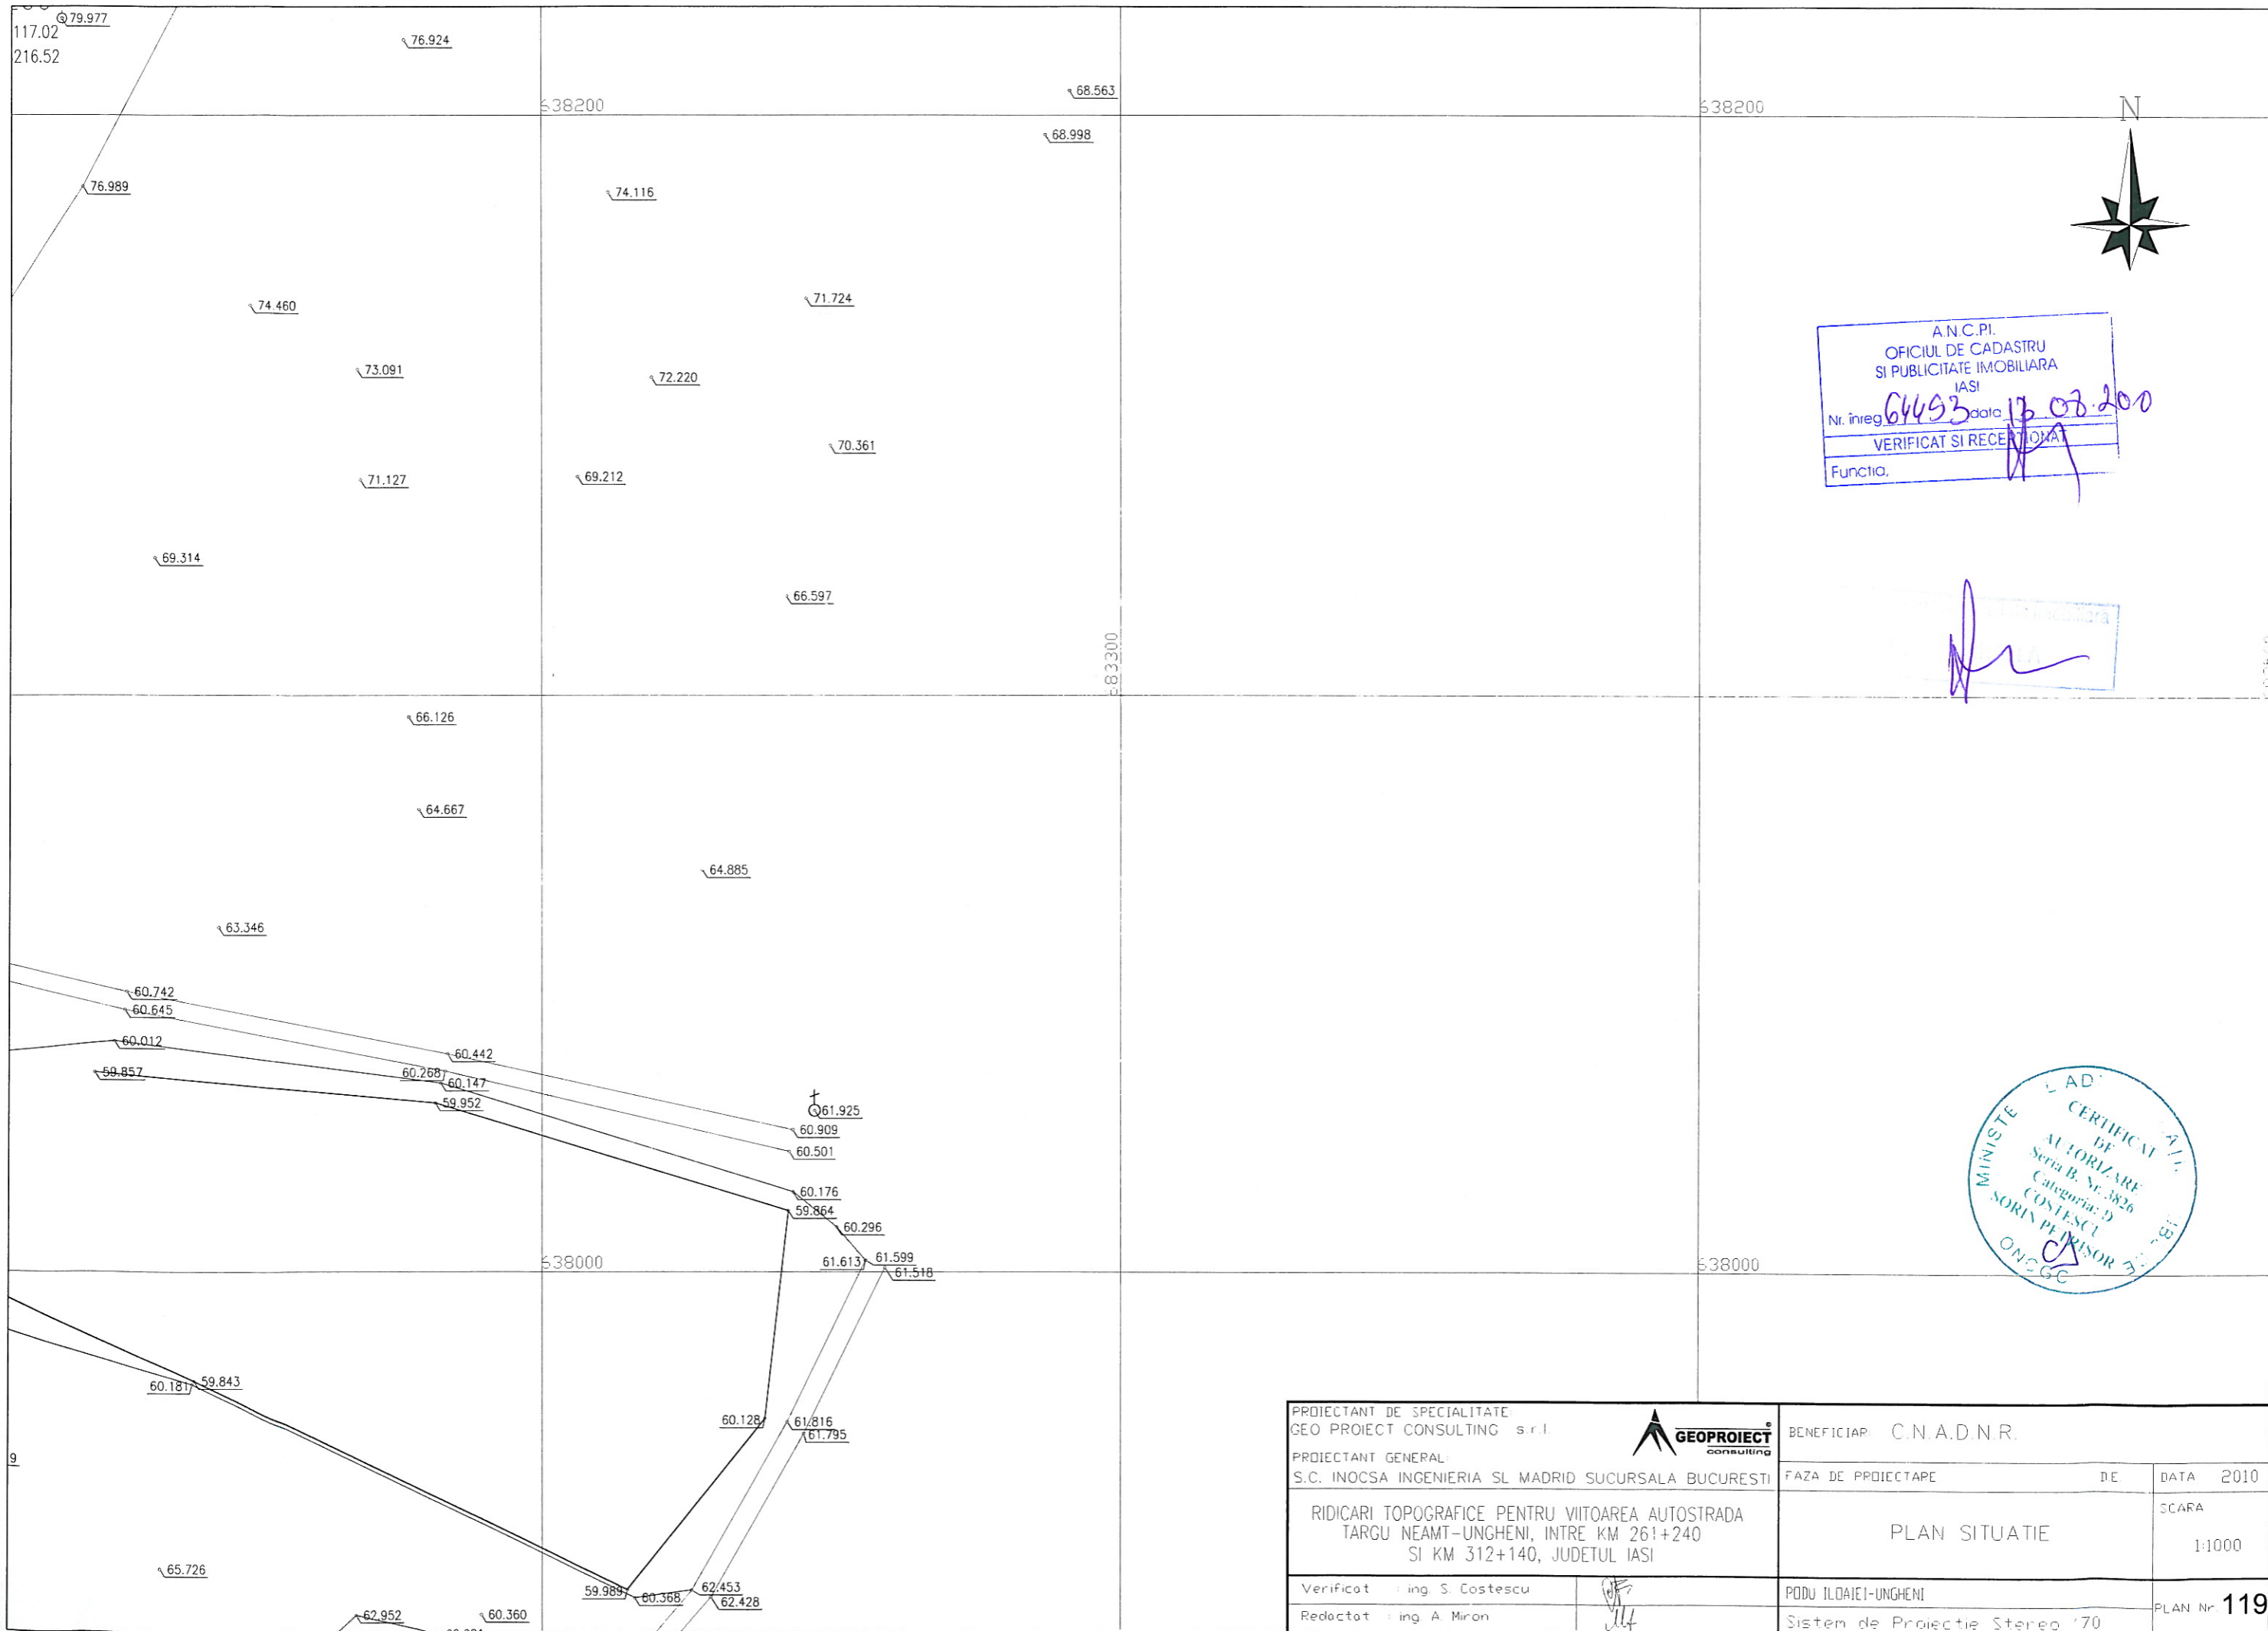 79.977
117.02
216.52
76.924
68.563
638200
638200
N
68.998
76.989
74.116
74.460
71.724
A.N.C.P.I.
OFICIUL DE CADASTRU
SI PUBLICITATE IMOBILIARA
IASI
Nr. înreg 64493 data
VERIFICAT SI RECEPTIONAT
Functia,
73.091
72.220
70.361
71.127
69.212
69.314
66.597
683300
66.126
64.667
64.885
63.346
60.742
60.645
60.012
60.442
59.857
60.268
60.147
59.952
61.925
60.909
60.501
60.176
59.864
60.296
638000
61.613
61.599
61.518
638000
CERTIFICAT
DE
AUTORIZARE
Seria B. Nr. 3826
Categoria: D
COSTESCU
SORIN PETRISOR
MINISTE
60.181
59.843
60.128
61.816
61.795
9
65.726
59.989
60.368
62.453
62.428
62.952
60.360
PROIECTANT DE SPECIALITATE
GEO PROIECT CONSULTING s.r.l.
GEOPROIECT
consulting
PROIECTANT GENERAL:
S.C. INOCSA INGENIERIA SL MADRID SUCURSALA BUCURESTI
BENEFICIAR: C.N.A.D.N.R.
FAZA DE PROIECTARE D.E.
DATA 2010
RIDICARI TOPOGRAFICE PENTRU VIITOAREA AUTOSTRADA
TARGU NEAMT-UNGHENI, INTRE KM 261+240
SI KM 312+140, JUDETUL IASI
PLAN SITUATIE
SCARA
1:1000
Verificat : ing. S. Costescu
Redactat : ing. A. Miron
PODU ILOAIEI-UNGHENI
Sistem de Proiectie Stereo '70
PLAN Nr. 119